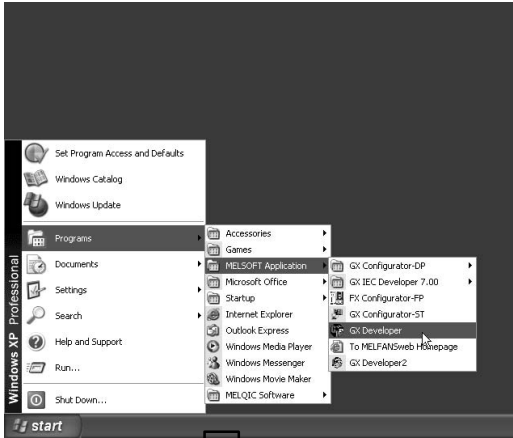 Set Program Access and Defaults
Windows Catalog
Windows Update
Programs
Documents
Settings
Search
Help and Support
Run...
Shut Down...
Windows XP Professional
Accessories
Games
MELSOFT Application
Microsoft Office
Startup
Internet Explorer
Outlook Express
Windows Media Player
Windows Messenger
Windows Movie Maker
MELQIC Software
GX Configurator-DP
GX IEC Developer 7.00
FX Configurator-FP
GX Configurator-ST
GX Developer
To MELFANSweb Homepage
GX Developer2
start